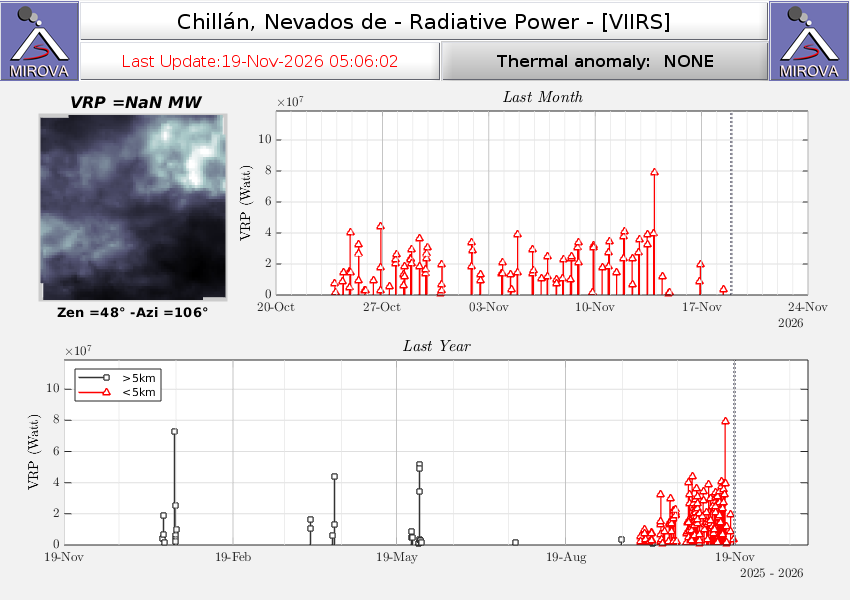 MIROVA
Chillán, Nevados de - Radiative Power - [VIIRS]
MIROVA
Last Update:19-Nov-2026 05:06:02
Thermal anomaly: NONE
VRP =NaN MW
Zen =48° -Azi =106°
Last Month
×10⁷
VRP (Watt)
10
8
6
4
2
0
20-Oct
27-Oct
03-Nov
10-Nov
17-Nov
24-Nov
2026
Last Year
×10⁷
VRP (Watt)
>5km
<5km
10
8
6
4
2
0
19-Nov
19-Feb
19-May
19-Aug
19-Nov
2025 - 2026